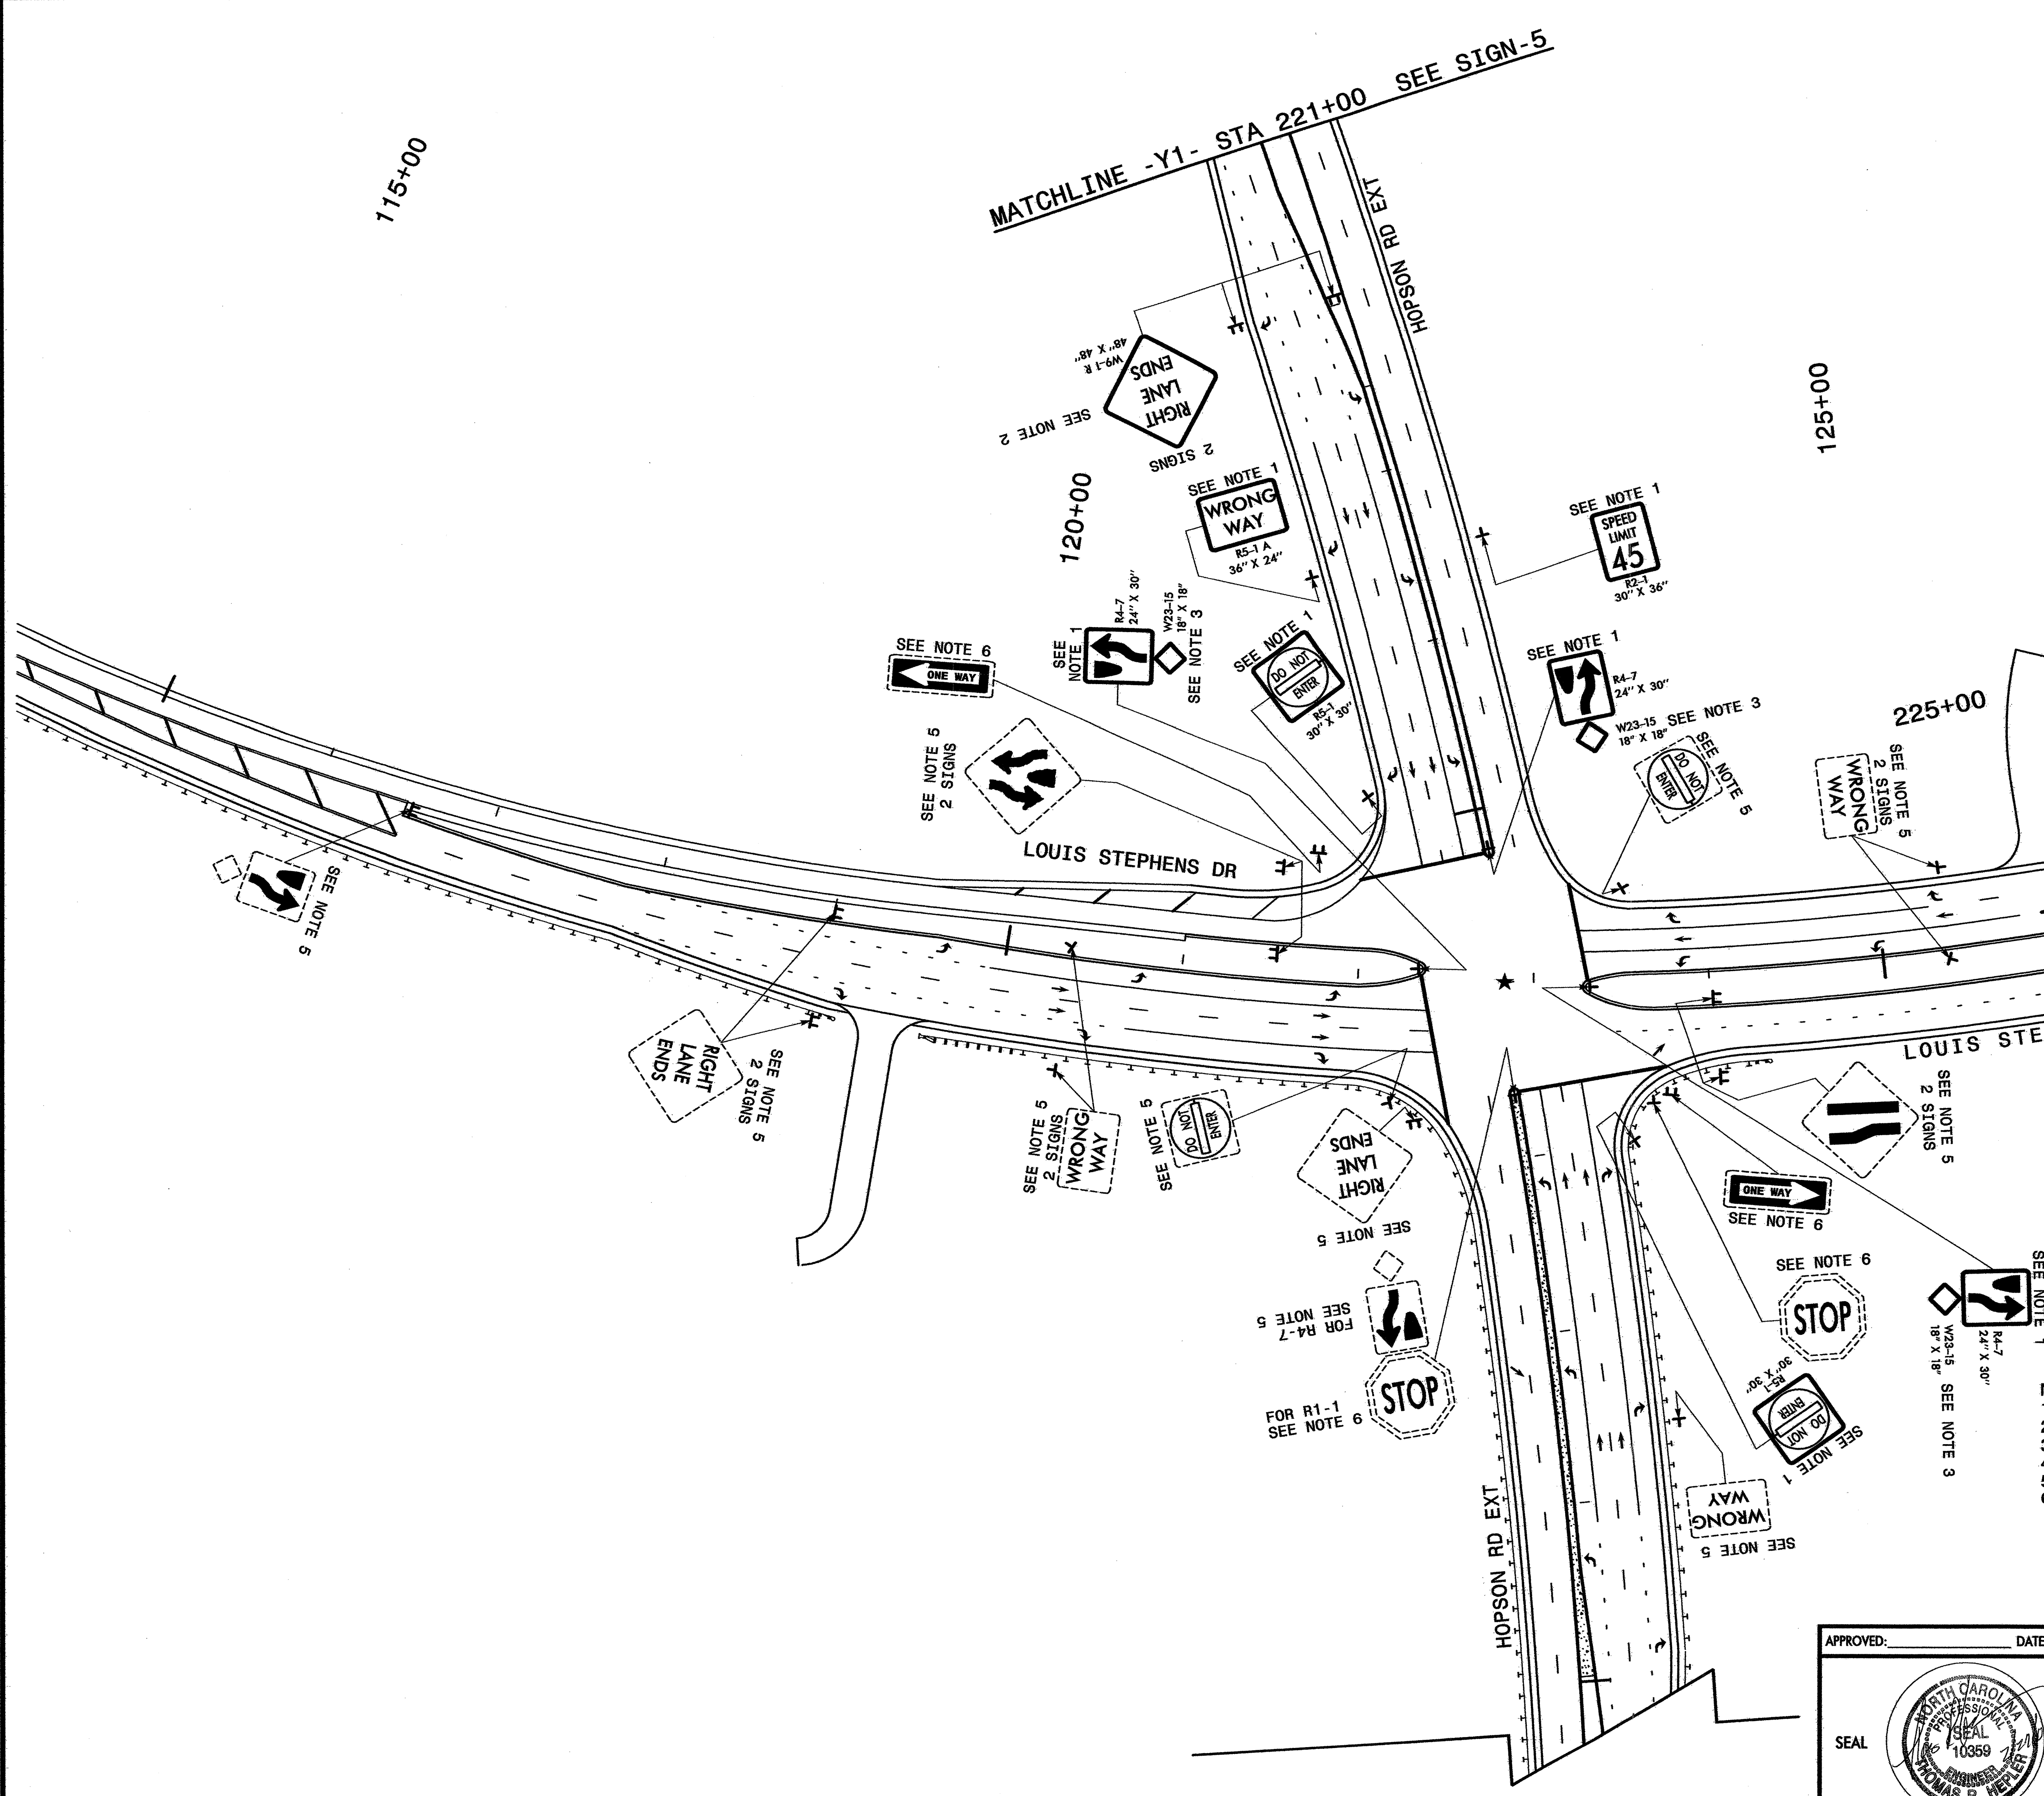 MATCHLINE -Y1- STA 221+00 SEE SIGN-5
115+00
HOPSON RD EXT
W9-1 R
48" X 48"
RIGHT
LANE
ENDS
SEE NOTE 2
2 SIGNS
125+00
120+00
SEE NOTE 1
WRONG
WAY
R5-1 A
36" X 24"
SEE NOTE 1
SPEED
LIMIT
45
R2-1
30" X 36"
SEE
NOTE 1
R4-7
24" X 30"
W23-15
18" X 18"
SEE NOTE 3
SEE NOTE 6
ONE WAY
SEE NOTE 1
DO NOT
ENTER
R5-1
30" X 30"
SEE NOTE 1
R4-7
24" X 30"
W23-15 SEE NOTE 3
18" X 18"
DO NOT
ENTER
SEE NOTE 5
225+00
WRONG
WAY
SEE NOTE 5
2 SIGNS
SEE NOTE 5
2 SIGNS
LOUIS STEPHENS DR
SEE NOTE 5
RIGHT
LANE
ENDS
SEE NOTE 5
2 SIGNS
SEE NOTE 5
2 SIGNS
WRONG
WAY
SEE NOTE 5
DO NOT
ENTER
RIGHT
LANE
ENDS
SEE NOTE 5
LOUIS STE
SEE NOTE 5
2 SIGNS
ONE WAY
SEE NOTE 6
FOR R4-7
SEE NOTE 5
STOP
FOR R1-1
SEE NOTE 6
SEE NOTE 6
STOP
SEE NOTE 1
R4-7
24" X 30"
W23-15
18" X 18"
SEE NOTE 3
R5-1
30" X 30"
DO NOT
ENTER
SEE NOTE 1
WRONG
WAY
SEE NOTE 5
HOPSON RD EXT
APPROVED: DATE
SEAL
NORTH CAROLINA
PROFESSIONAL
SEAL
10359
ENGINEER
THOMAS R. HEPLER